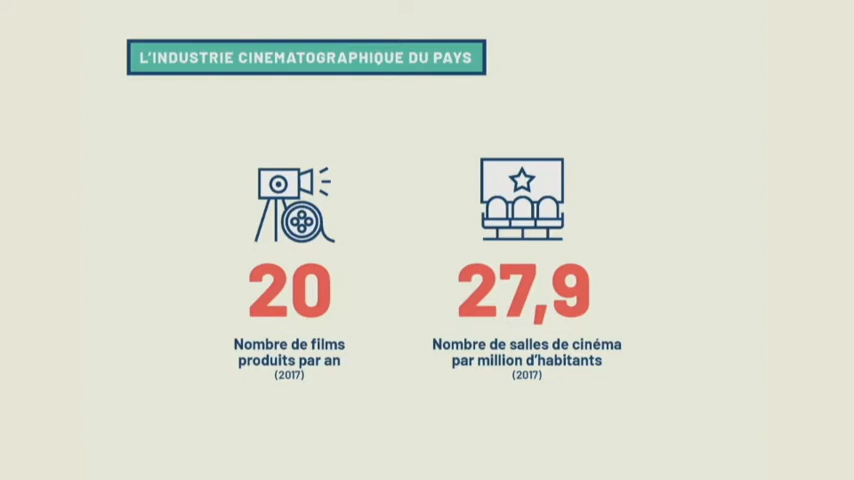 L'INDUSTRIE CINEMATOGRAPHIQUE DU PAYS
20
Nombre de films
produits par an
(2017)
27,9
Nombre de salles de cinéma
par million d'habitants
(2017)